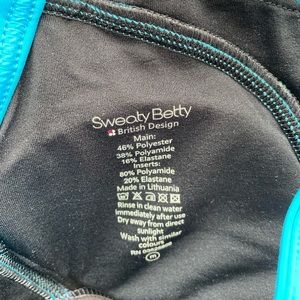 Sweaty Betty
British Design
Main:
46% Polyester
38% Polyamide
16% Elastane
Inserts:
80% Polyamide
20% Elastane
Made in Lithuania
Rinse in clean water
immediately after use
Dry away from direct
sunlight
Wash with similar
colours
RN
m